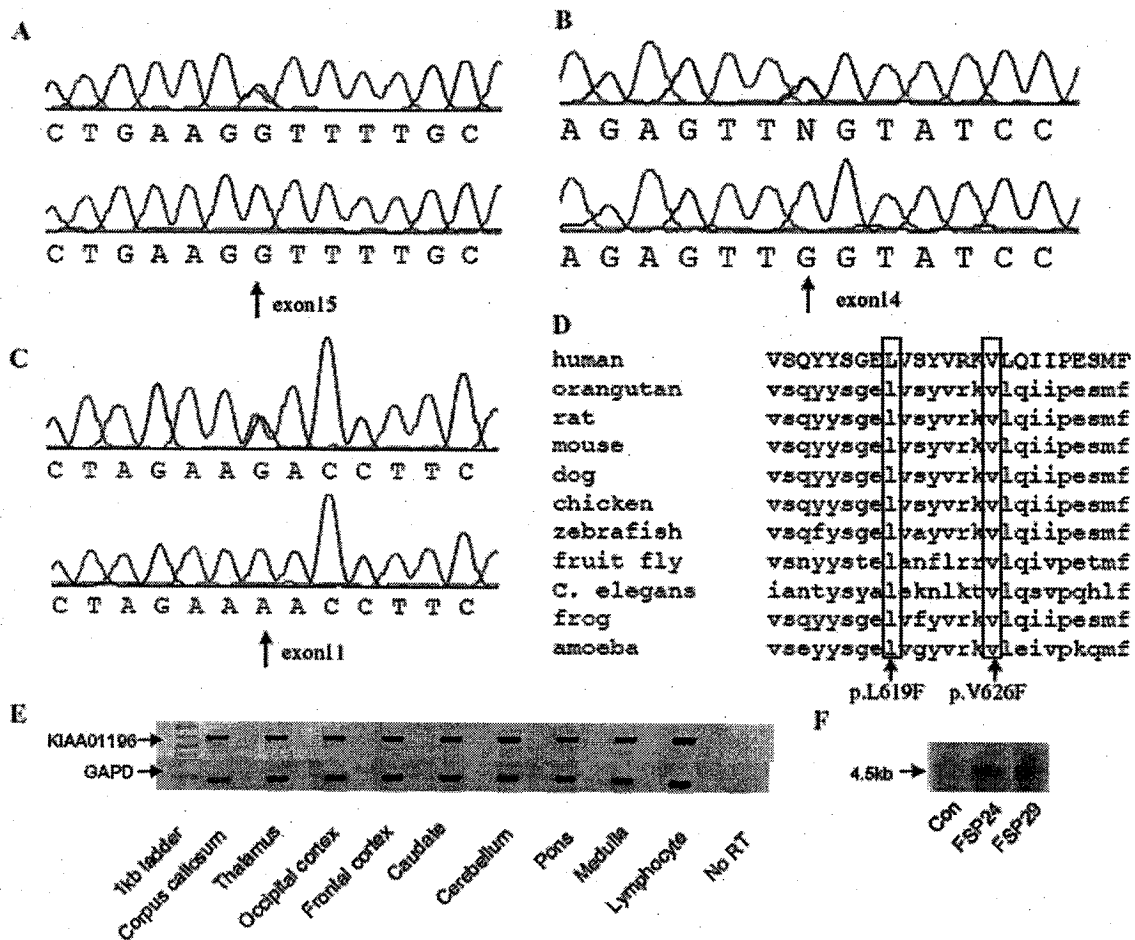 A
C T G A A G G T T T T G C
C T G A A G G T T T T G C
exon15
B
A G A G T T N G T A T C C
A G A G T T G G T A T C C
exon14
C
C T A G A A G A C C T T C
C T A G A A A A C C T T C
exon11
D
human VSQYYSGELVSYVRKVLQIIPESMF
orangutan vsqyysgelvsyvrkvlqiipesmf
rat vsqyysgelvsyvrkvlqiipesmf
mouse vsqyysgelvsyvrkvlqiipesmf
dog vsqyysgelvsyvrkvlqiipesmf
chicken vsqyysgelvsyvrkvlqiipesmf
zebrafish vsqfysgelvayvrkvlqiipesmf
fruit fly vsnyystelanflrrvlqivpetmf
C. elegans iantysyalsknlktvlqsvpqhlf
frog vsqyysgelvfyvrkvlqiipesmf
amoeba vseyysgelvgyvrkvleivpkqmf
p.L619F p.V626F
E
KIAA01196
GAPD
1kb ladder
Corpus callosum
Thalamus
Occipital cortex
Frontal cortex
Caudate
Cerebellum
Pons
Medulla
Lymphocyte
No RT
F
4.5kb
Con
FSP24
FSP29